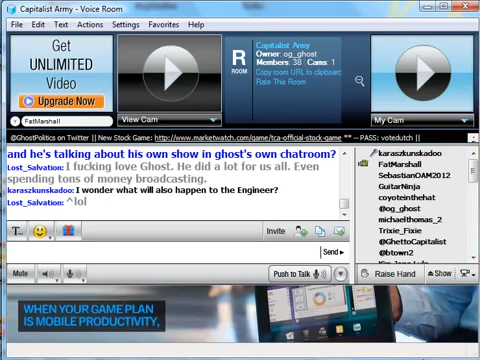 Capitalist Army - Voice Room
File Edit Text Actions Settings Favorites Help
Get
UNLIMITED
Video
Upgrade Now
FatMarshall
View Cam
R
ROOM
Capitalist Army
Owner: og_ghost
Members: 38 Cams: 1
Copy room URL to clipboard
Rate This Room
My Cam
@GhostPolitics on Twitter || New Stock Game: http://www.marketwatch.com/game/tca-official-stock-game ** -- PASS: votedutch ||
and he's talking about his own show in ghost's own chatroom?
Lost_Salvation: I fucking love Ghost. He did a lot for us all. Even
spending tons of money broadcasting.
karaszkunskadoo: I wonder what will also happen to the Engineer?
Lost_Salvation: ^lol
karaszkunskadoo
FatMarshall
SebastianOAM2012
GuitarNinja
coyoteinthehat
@og_ghost
michaelthomas_2
Trixie_Fixie
@GhettoCapitalist
@btown2
T... Invite
Send
Mute Push to Talk Raise Hand Show
WHEN YOUR GAME PLAN
IS MOBILE PRODUCTIVITY,